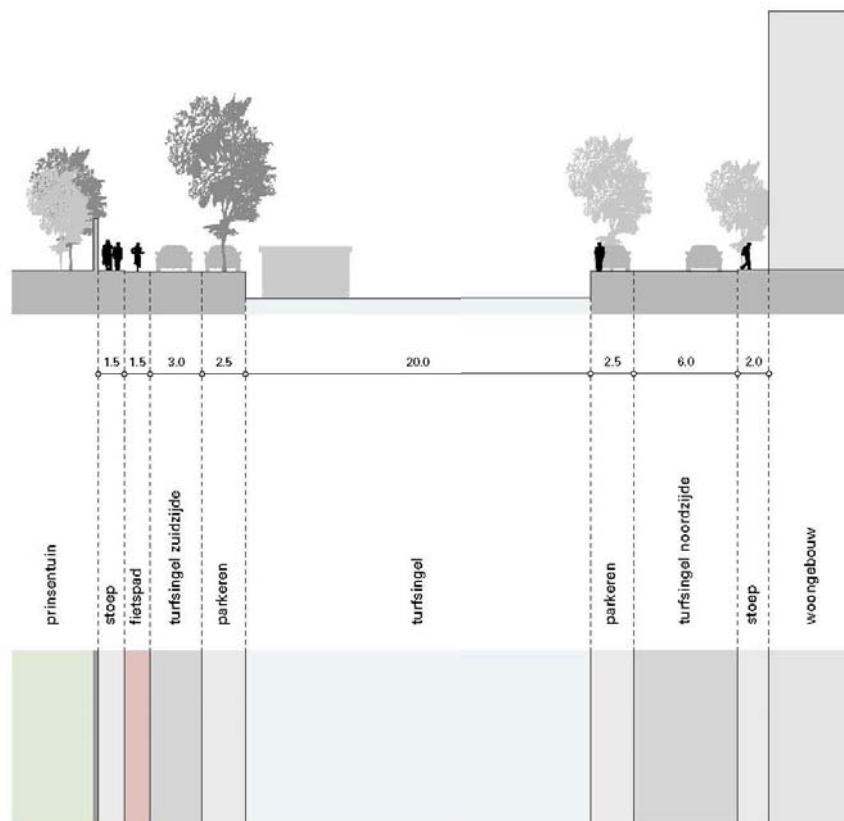 1.5 1.5 3.0 2.5 20.0 2.5 6.0 2.0
prinsentuin
stoep
fietspad
turfsingel zuidzijde
parkeren
turfsingel
parkeren
turfsingel noordzijde
stoep
woongebouw